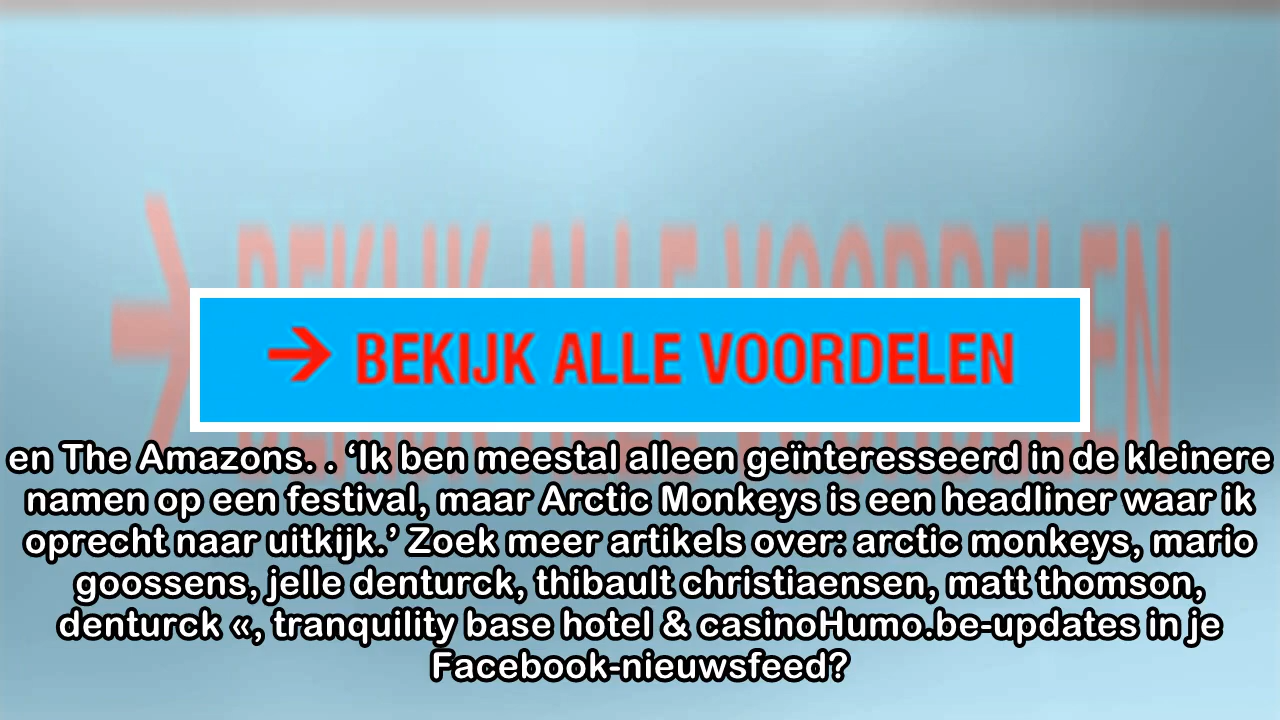 → BEKIJK ALLE VOORDELEN
en The Amazons. . ‘Ik ben meestal alleen geïnteresseerd in de kleinere
namen op een festival, maar Arctic Monkeys is een headliner waar ik
oprecht naar uitkijk.’ Zoek meer artikels over: arctic monkeys, mario
goossens, jelle denturck, thibault christiaensen, matt thomson,
denturck «, tranquility base hotel & casinoHumo.be-updates in je
Facebook-nieuwsfeed?